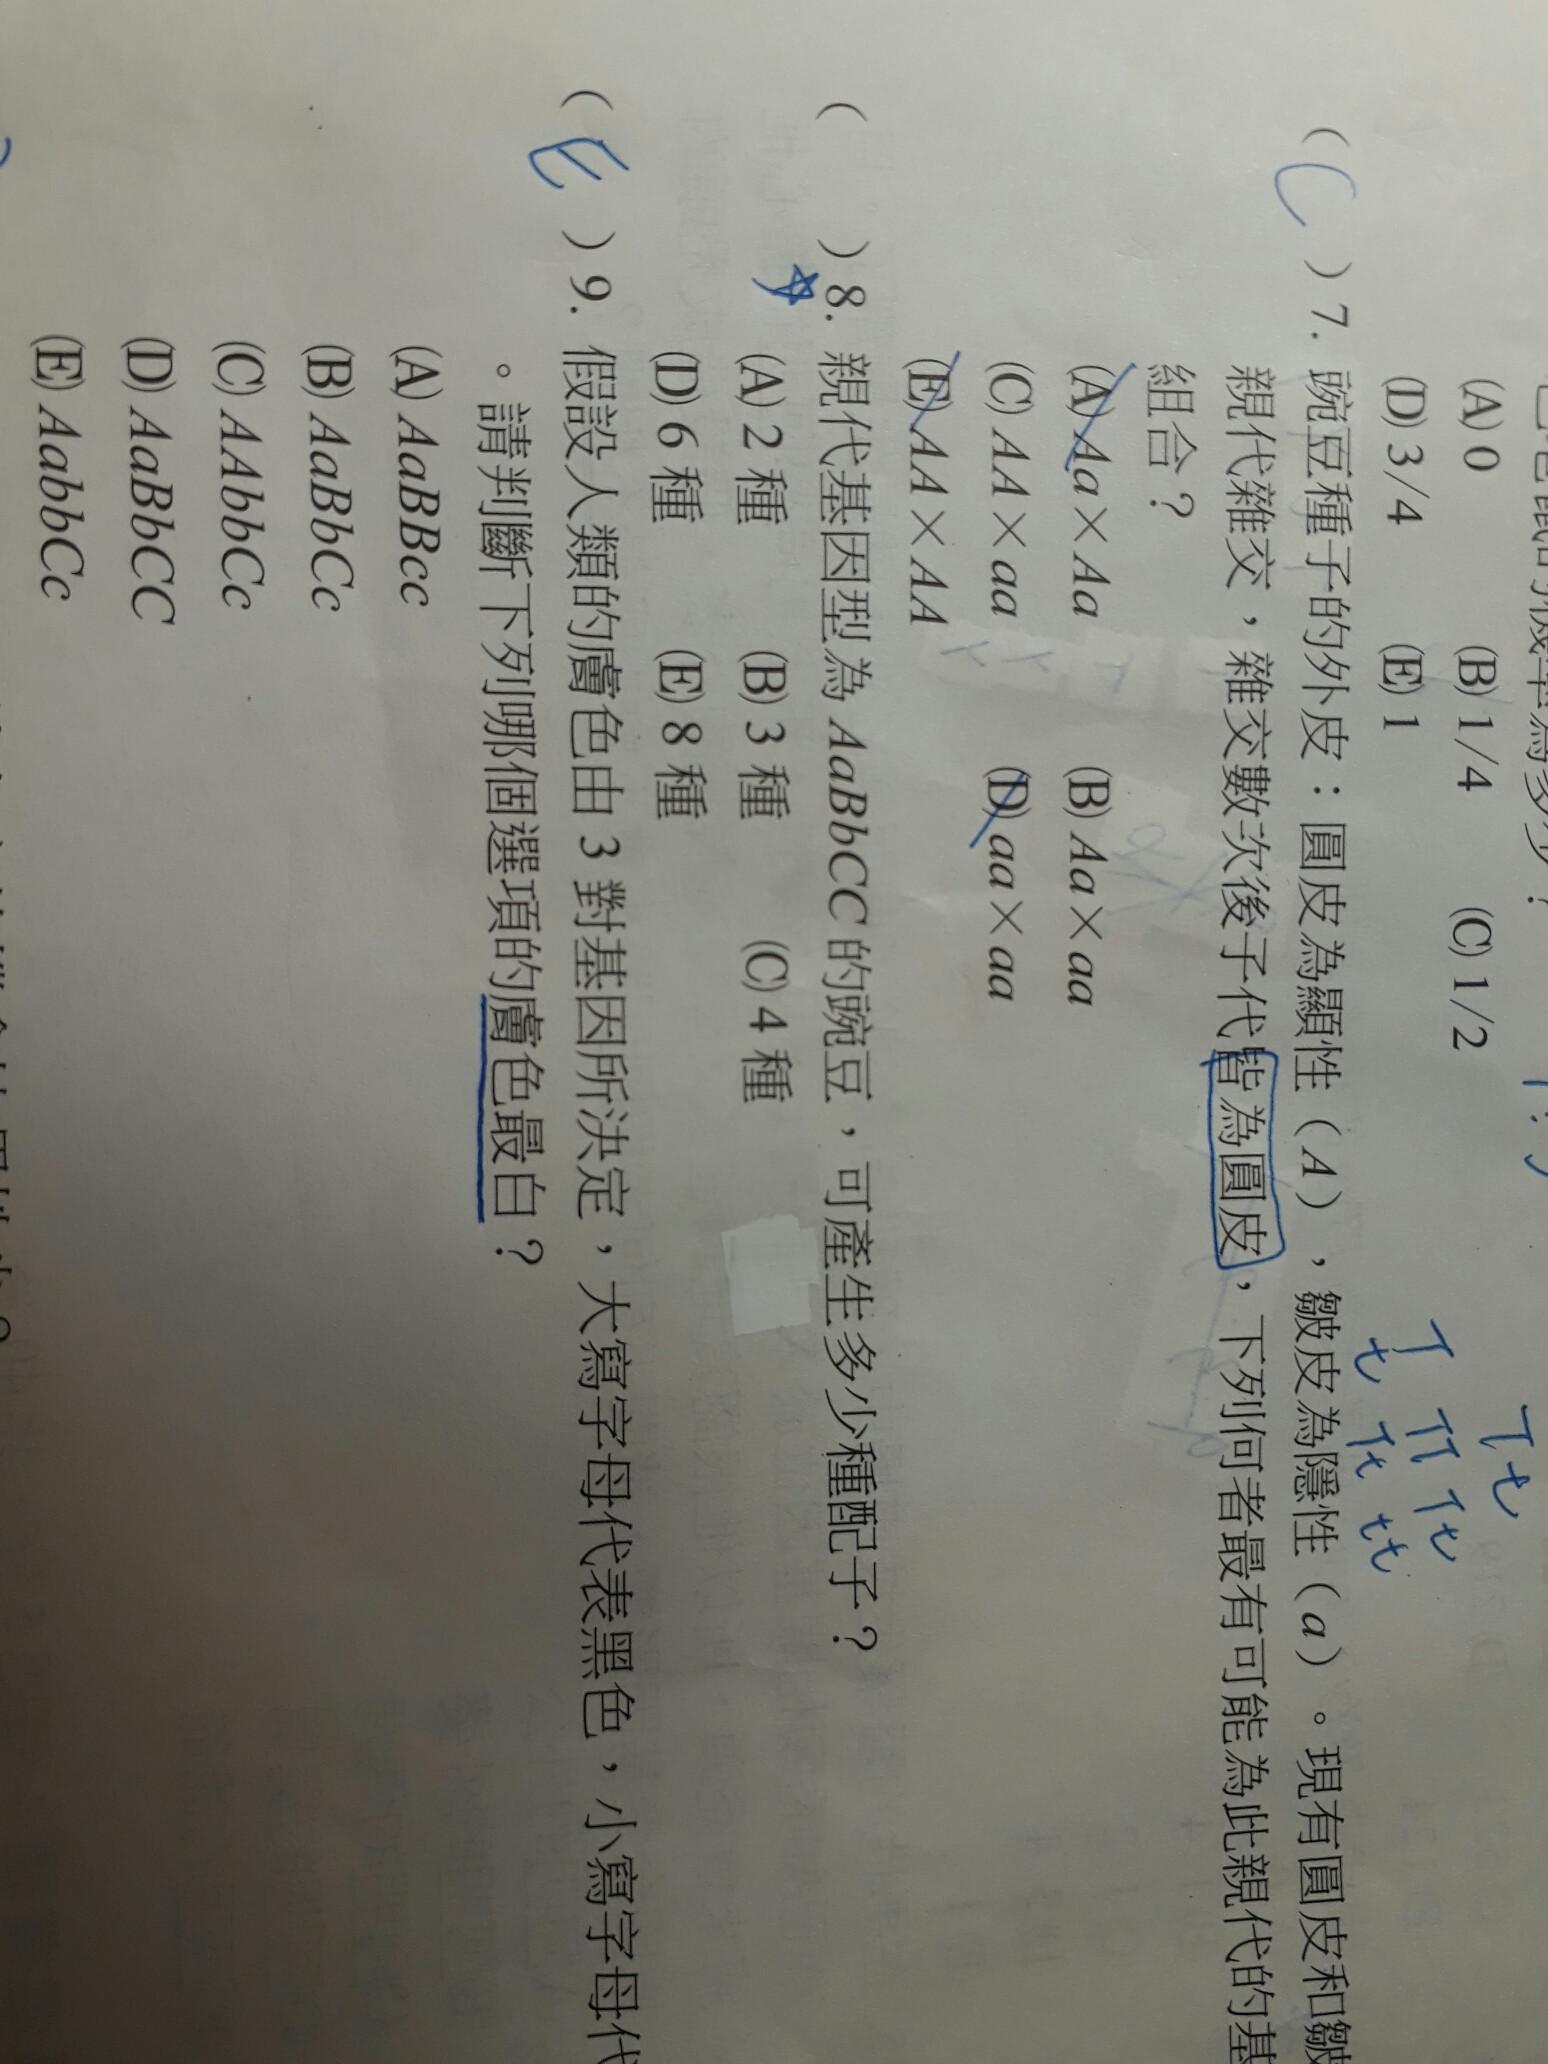 (A) 0 (B) 1/4 (C) 1/2
(D) 3/4 (E) 1
Tt
T TT Tt
t Tt tt
( C ) 7. 豌豆種子的外皮：圓皮為顯性（A），皺皮為隱性（a）。現有圓皮和皺
親代雜交，雜交數次後子代皆為圓皮，下列何者最有可能為此親代的基
組合？
(A) Aa×Aa (B) Aa×aa
(C) AA×aa (D) aa×aa
(E) AA×AA
( ) 8. 親代基因型為 AaBbCC 的豌豆，可產生多少種配子？
(A) 2 種 (B) 3 種 (C) 4 種
(D) 6 種 (E) 8 種
( E ) 9. 假設人類的膚色由 3 對基因所決定，大寫字母代表黑色，小寫字母代
。請判斷下列哪個選項的膚色最白？
(A) AaBBcc
(B) AaBbCc
(C) AAbbCc
(D) AaBbCC
(E) AabbCc